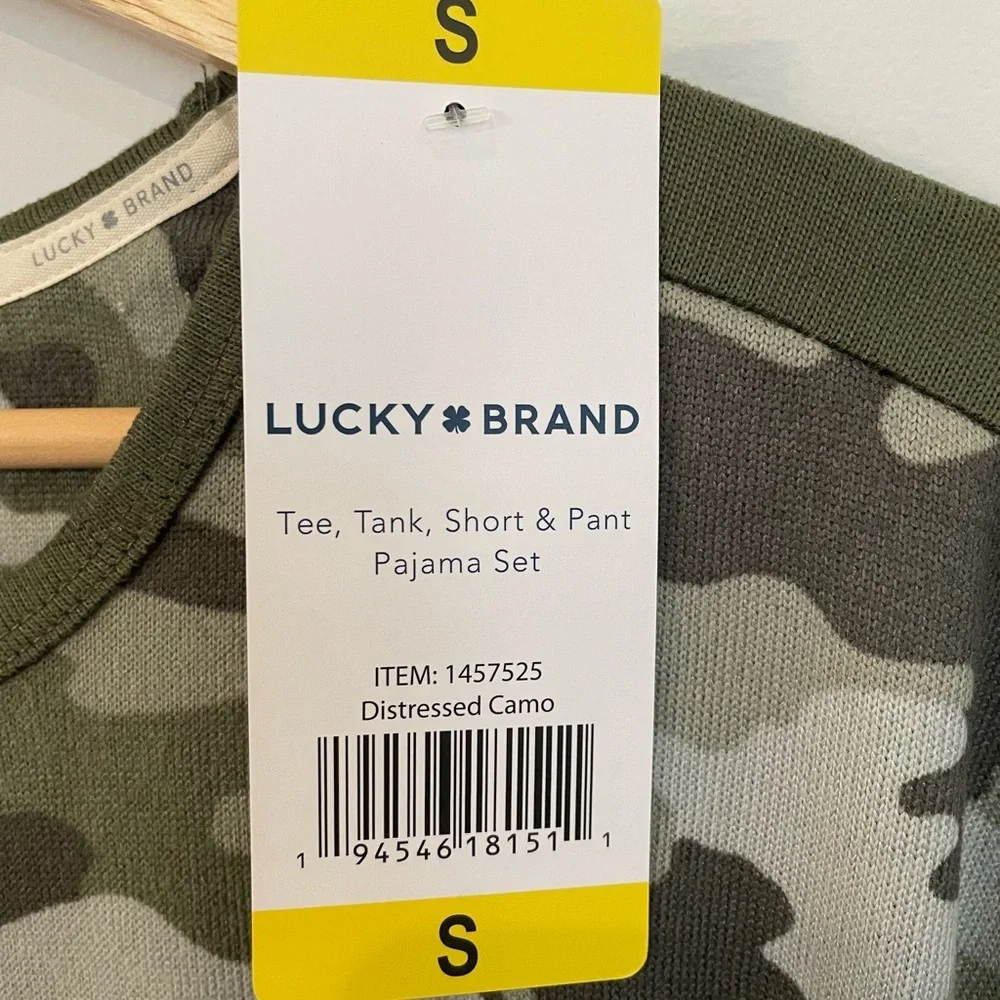 S
LUCKY BRAND
LUCKY BRAND
Tee, Tank, Short & Pant
Pajama Set
ITEM: 1457525
Distressed Camo
1 94546 18151 1
S